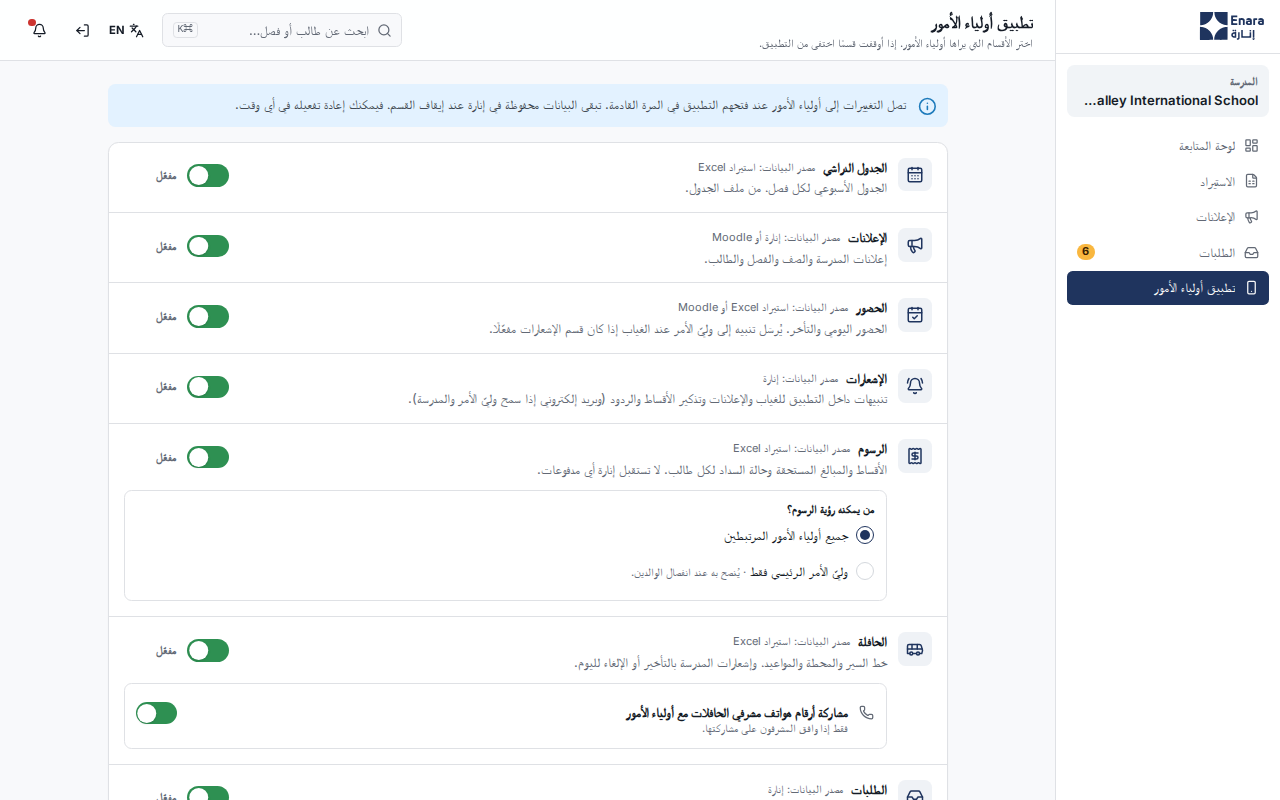 Enara
إنارة
المدرسة
...alley International School
لوحة المتابعة
الاستيراد
الإعلانات
الطلبات
6
تطبيق أولياء الأمور
تطبيق أولياء الأمور
اختر الأقسام التي يراها أولياء الأمور. إذا أوقفت قسمًا اختفى من التطبيق.
ابحث عن طالب أو فصل...
⌘K
EN
تصل التغييرات إلى أولياء الأمور عند فتحهم التطبيق في المرة القادمة. تبقى البيانات محفوظة في إنارة عند إيقاف القسم. فيمكنك إعادة تفعيله في أي وقت.
الجدول الدراسي مصدر البيانات: استيراد Excel
الجدول الأسبوعي لكل فصل. من ملف الجدول.
مفعّل
الإعلانات مصدر البيانات: إنارة أو Moodle
إعلانات المدرسة والصف والفصل والطالب.
مفعّل
الحضور مصدر البيانات: استيراد Excel أو Moodle
الحضور اليومي والتأخر. يُرسَل تنبيه إلى وليّ الأمر عند الغياب إذا كان قسم الإشعارات مفعّلًا.
مفعّل
الإشعارات مصدر البيانات: إنارة
تنبيهات داخل التطبيق للغياب والإعلانات وتذكير الأقساط والردود (وبريد إلكتروني إذا سمح وليّ الأمر والمدرسة).
مفعّل
الرسوم مصدر البيانات: استيراد Excel
الأقساط والمبالغ المستحقة وحالة السداد لكل طالب. لا تستقبل إنارة أي مدفوعات.
مفعّل
من يمكنه رؤية الرسوم؟
جميع أولياء الأمور المرتبطين
وليّ الأمر الرئيسي فقط · يُنصح به عند انفصال الوالدين.
الحافلة مصدر البيانات: استيراد Excel
خط السير والمحطة والمواعيد. وإشعارات المدرسة بالتأخير أو الإلغاء لليوم.
مفعّل
مشاركة أرقام هواتف مشرفي الحافلات مع أولياء الأمور
فقط إذا وافق المشرفون على مشاركتها.
الطلبات مصدر البيانات: إنارة
مفعّل